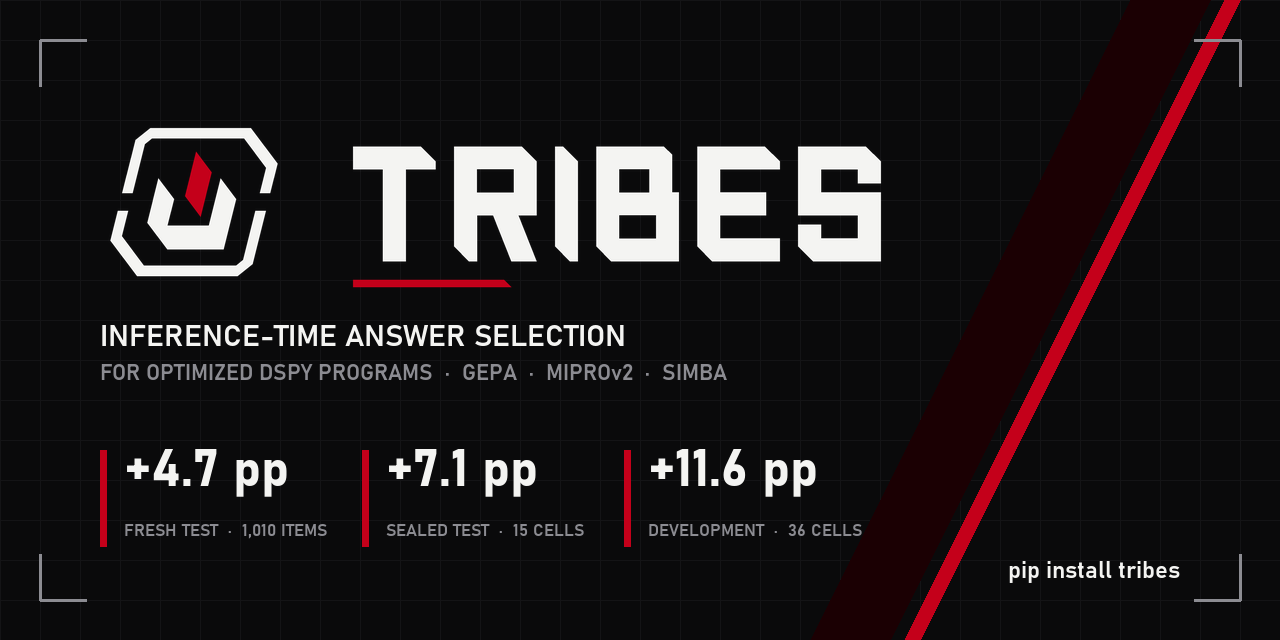 TRIBES
INFERENCE-TIME ANSWER SELECTION
FOR OPTIMIZED DSPY PROGRAMS · GEPA · MIPROv2 · SIMBA
+4.7 pp
FRESH TEST · 1,010 ITEMS
+7.1 pp
SEALED TEST · 15 CELLS
+11.6 pp
DEVELOPMENT · 36 CELLS
pip install tribes